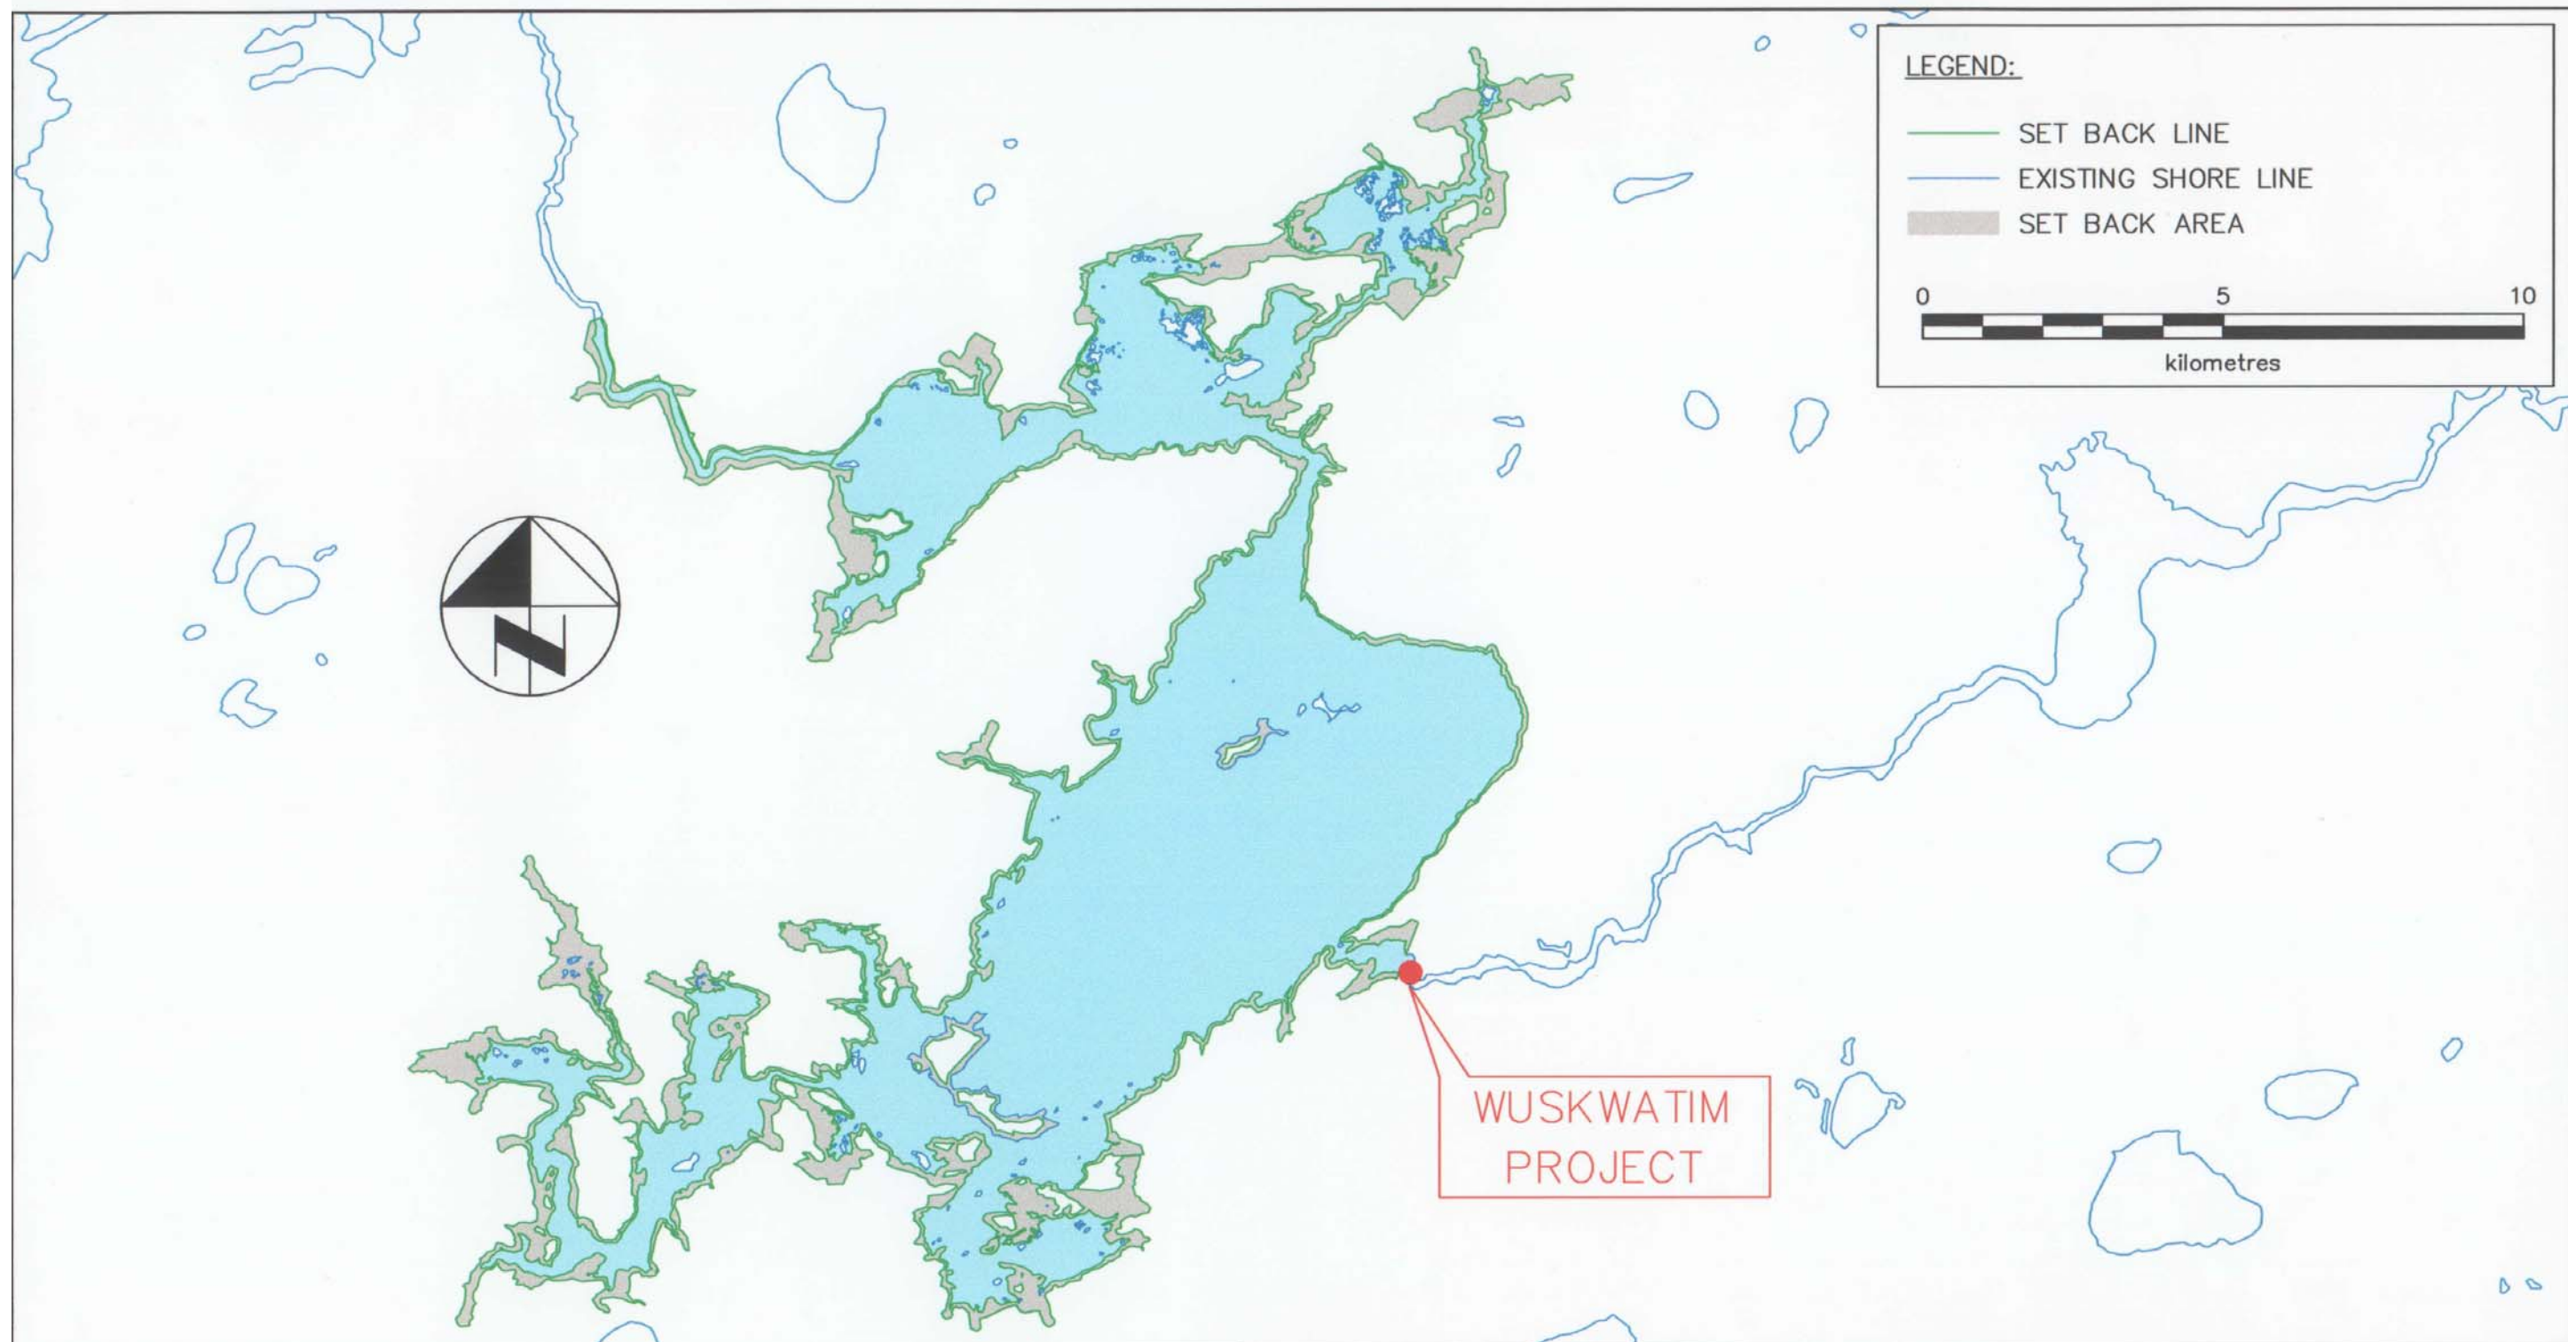 LEGEND:
SET BACK LINE
EXISTING SHORE LINE
SET BACK AREA
0 5 10
kilometres
N
WUSKWATIM
PROJECT